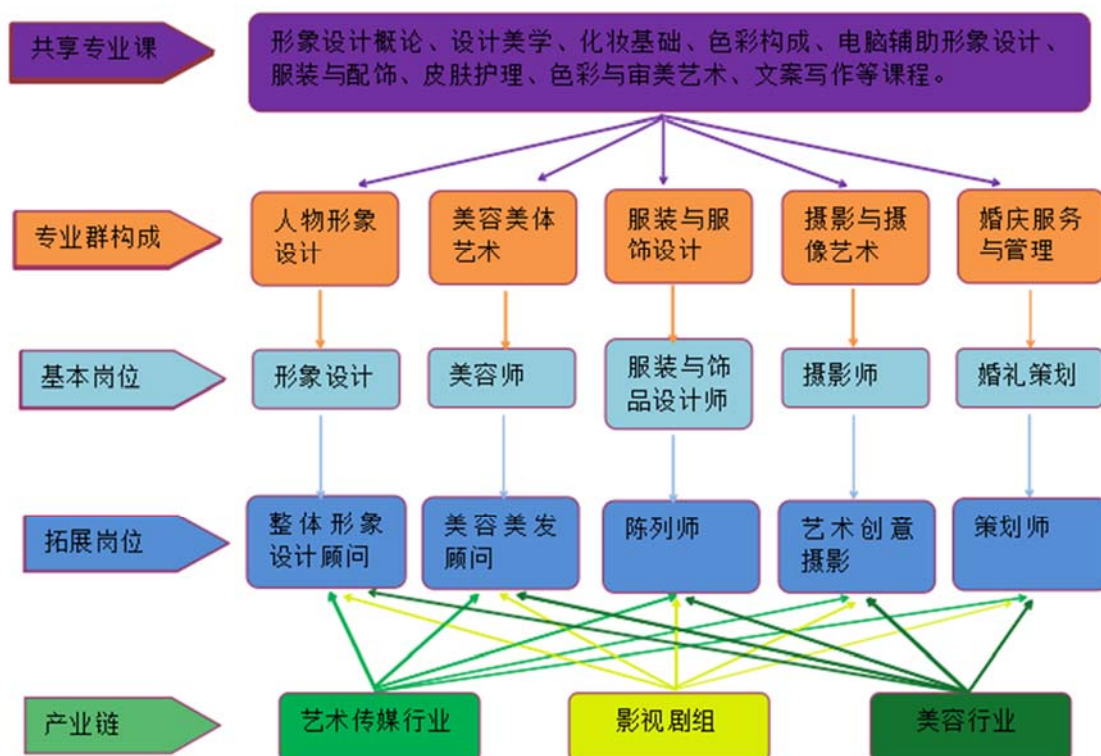 共享专业课
形象设计概论、设计美学、化妆基础、色彩构成、电脑辅助形象设计、
服装与配饰、皮肤护理、色彩与审美艺术、文案写作等课程。
专业群构成
人物形象
设计
美容美体
艺术
服装与服
饰设计
摄影与摄
像艺术
婚庆服务
与管理
基本岗位
形象设计
美容师
服装与饰
品设计师
摄影师
婚礼策划
拓展岗位
整体形象
设计顾问
美容美发
顾问
陈列师
艺术创意
摄影
策划师
产业链
艺术传媒行业
影视剧组
美容行业